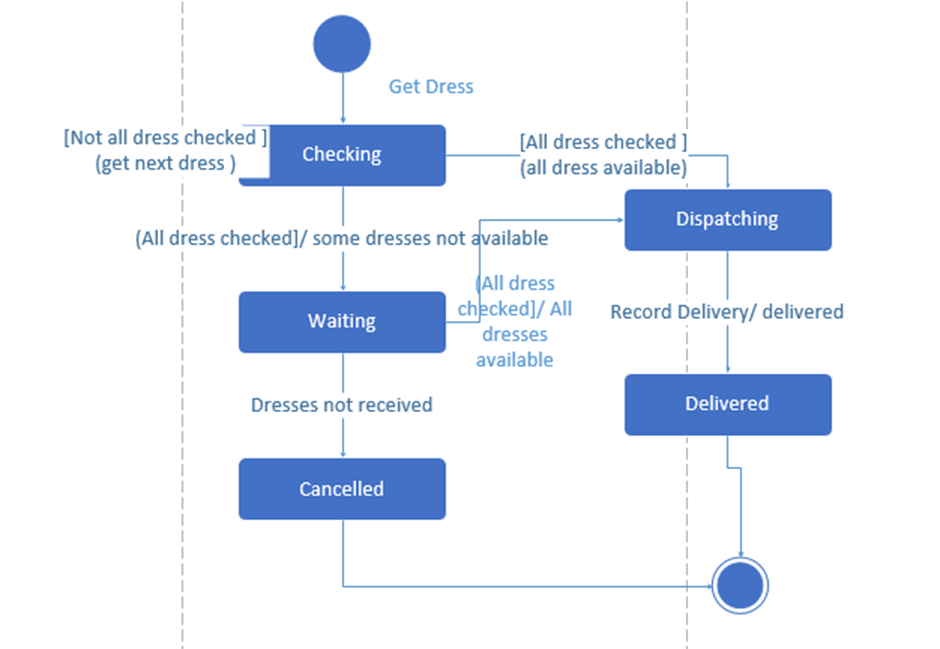 Get Dress
[Not all dress checked ]
(get next dress )
Checking
[All dress checked ]
(all dress available)
Dispatching
(All dress checked]/ some dresses not available
(All dress
checked]/ All
dresses
available
Waiting
Record Delivery/ delivered
Dresses not received
Delivered
Cancelled